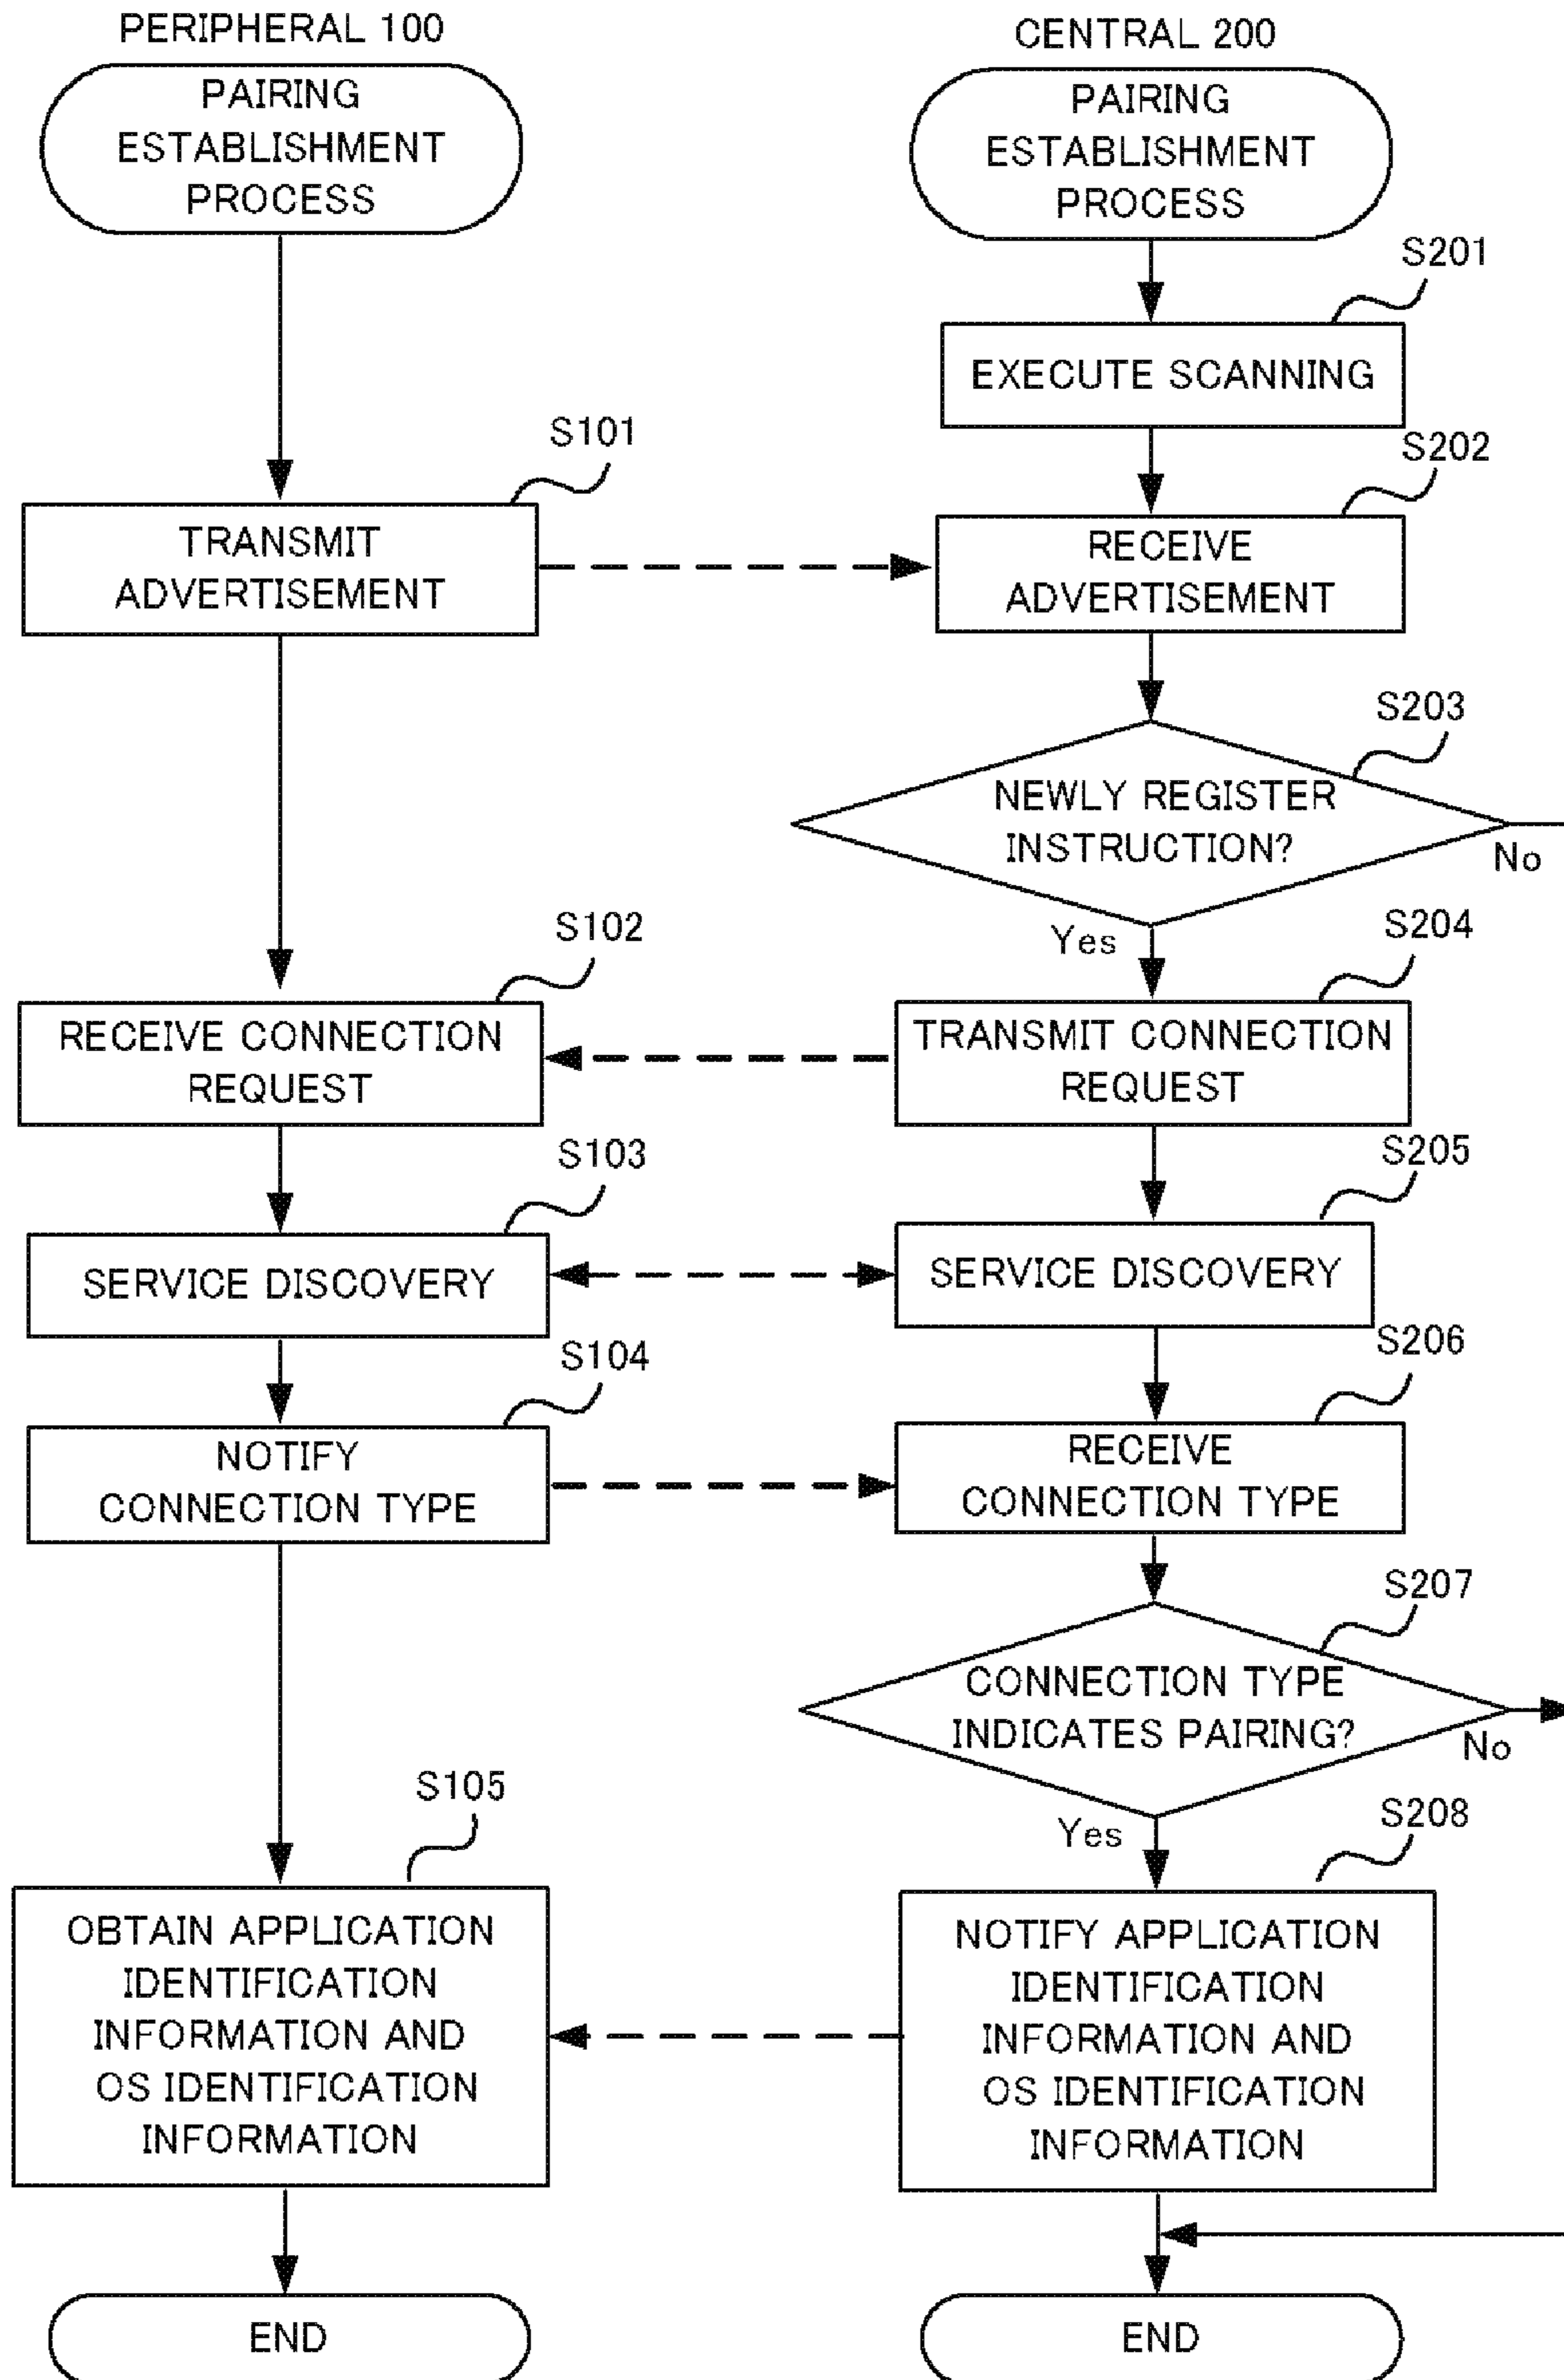 PERIPHERAL 100
CENTRAL 200
PAIRING
ESTABLISHMENT
PROCESS
PAIRING
ESTABLISHMENT
PROCESS
S201
EXECUTE SCANNING
S101
S202
TRANSMIT
ADVERTISEMENT
RECEIVE
ADVERTISEMENT
S203
NEWLY REGISTER
INSTRUCTION?
No
Yes
S102
S204
RECEIVE CONNECTION
REQUEST
TRANSMIT CONNECTION
REQUEST
S103
S205
SERVICE DISCOVERY
SERVICE DISCOVERY
S104
S206
NOTIFY
CONNECTION TYPE
RECEIVE
CONNECTION TYPE
S207
CONNECTION TYPE
INDICATES PAIRING?
No
Yes
S105
S208
OBTAIN APPLICATION
IDENTIFICATION
INFORMATION AND
OS IDENTIFICATION
INFORMATION
NOTIFY APPLICATION
IDENTIFICATION
INFORMATION AND
OS IDENTIFICATION
INFORMATION
END
END